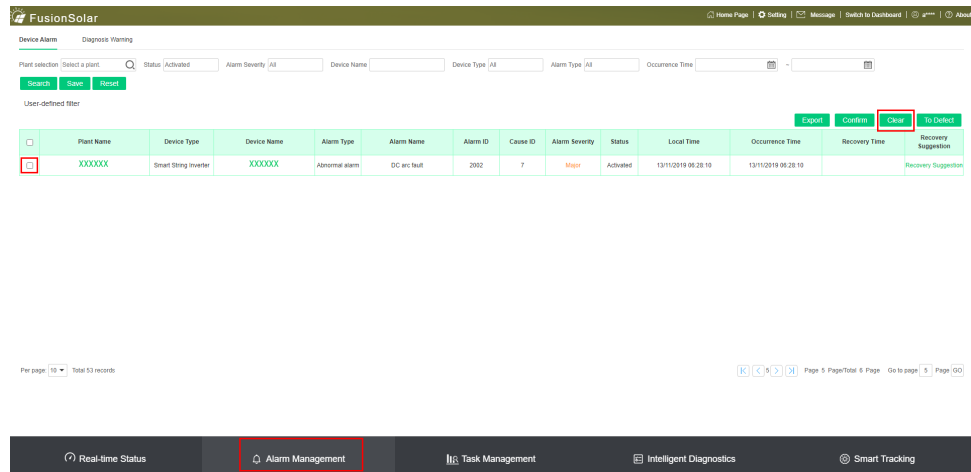 FusionSolar
Home Page | Setting | Message | Switch to Dashboard | a**** | About
Device Alarm Diagnosis Warning
Plant selection Select a plant. Status Activated Alarm Severity All Device Name Device Type All Alarm Type All Occurrence Time –
Search Save Reset
User-defined filter
Export Confirm Clear To Defect
Plant Name Device Type Device Name Alarm Type Alarm Name Alarm ID Cause ID Alarm Severity Status Local Time Occurrence Time Recovery Time Recovery Suggestion
XXXXXX Smart String Inverter XXXXXX Abnormal alarm DC arc fault 2002 7 Major Activated 13/11/2019 06:28:10 13/11/2019 06:28:10 Recovery Suggestion
Per page: 10 Total 53 records 5 Page 5 Page/Total 6 Page Go to page 5 Page GO
Real-time Status Alarm Management Task Management Intelligent Diagnostics Smart Tracking